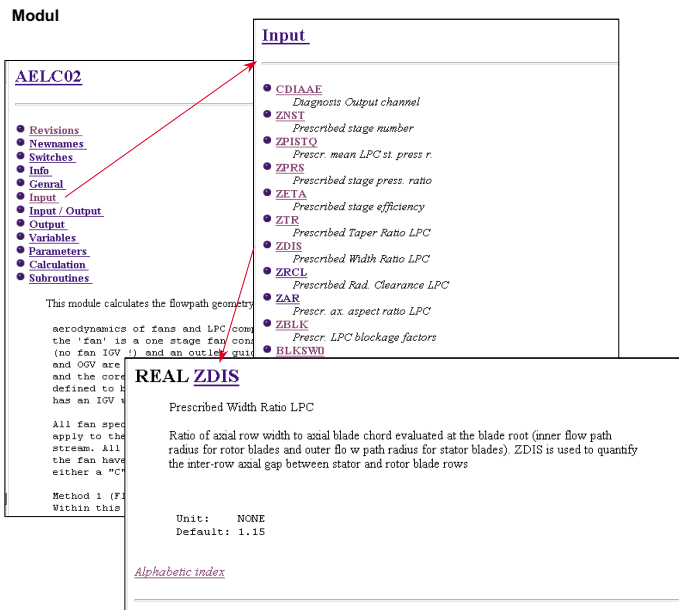 Modul
AELC02
Revisions
Newnames
Switches
Info
Genral
Input
Input / Output
Output
Variables
Parameters
Calculation
Subroutines
This module calculates the flowpath geometry
aerodynamics of fans and LPC
the 'fan' is a one stage fan
(no fan IGV !) and an outlet
and OGV are
and the core
defined to
has an IGV
All fan
apply to the
stream. All
the fan have
either a "C"
Method 1
Within this
Input
CDIAAE
Diagnosis Output channel
ZNST
Prescribed stage number
ZPISTQ
Prescr. mean LPC st. press r.
ZPRS
Prescribed stage press. ratio
ZETA
Prescribed stage efficiency
ZTR
Prescribed Taper Ratio LPC
ZDIS
Prescribed Width Ratio LPC
ZRCL
Prescribed Rad. Clearance LPC
ZAR
Prescr. ax. aspect ratio LPC
ZBLK
Prescr. LPC blockage factors
BLKSW0
REAL ZDIS
Prescribed Width Ratio LPC
Ratio of axial row width to axial blade chord evaluated at the blade root (inner flow path
radius for rotor blades and outer flo w path radius for stator blades). ZDIS is used to quantify
the inter-row axial gap between stator and rotor blade rows
Unit: NONE
Default: 1.15
Alphabetic index